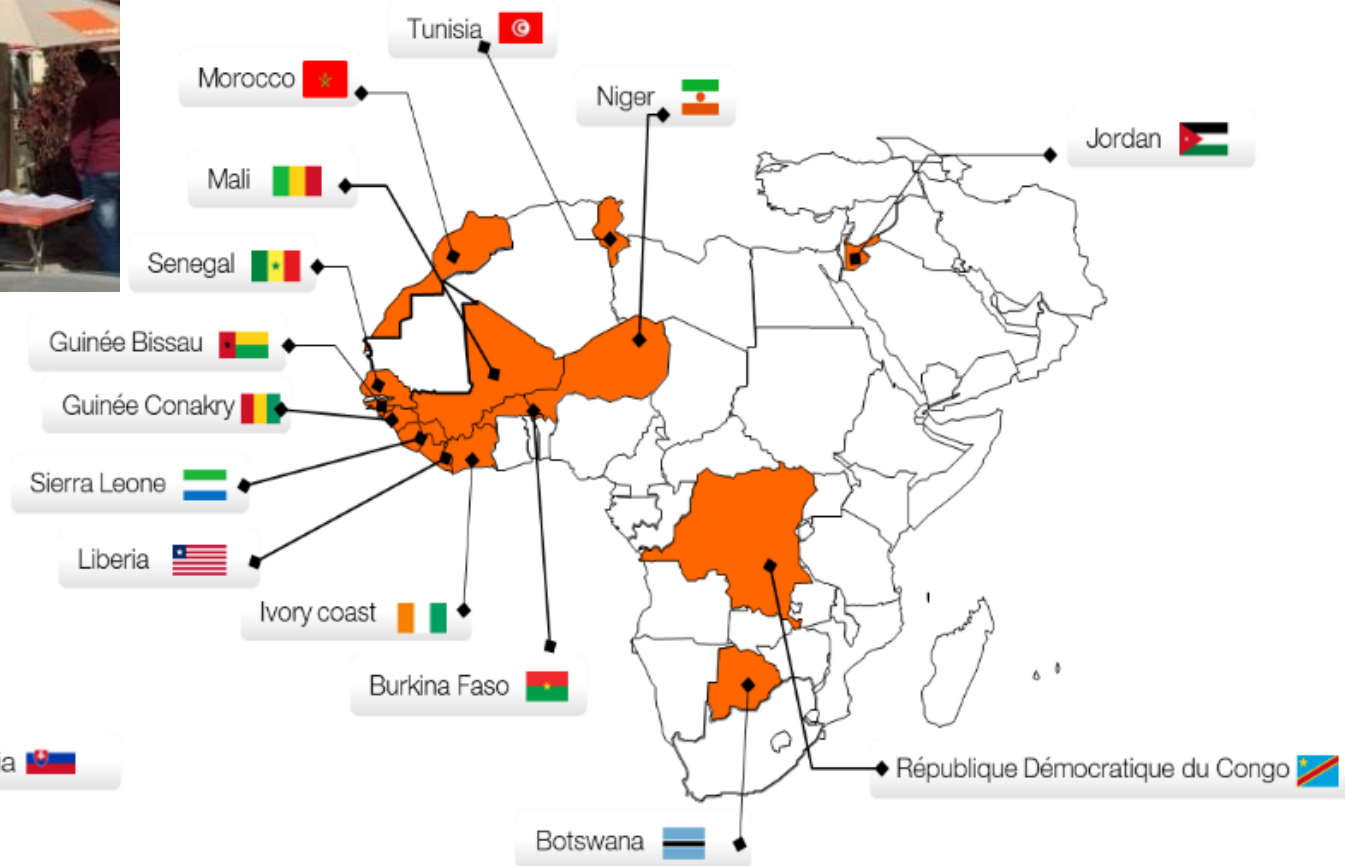 Tunisia
Morocco
Niger
Jordan
Mali
Senegal
Guinée Bissau
Guinée Conakry
Sierra Leone
Liberia
Ivory coast
Burkina Faso
ia
République Démocratique du Congo
Botswana